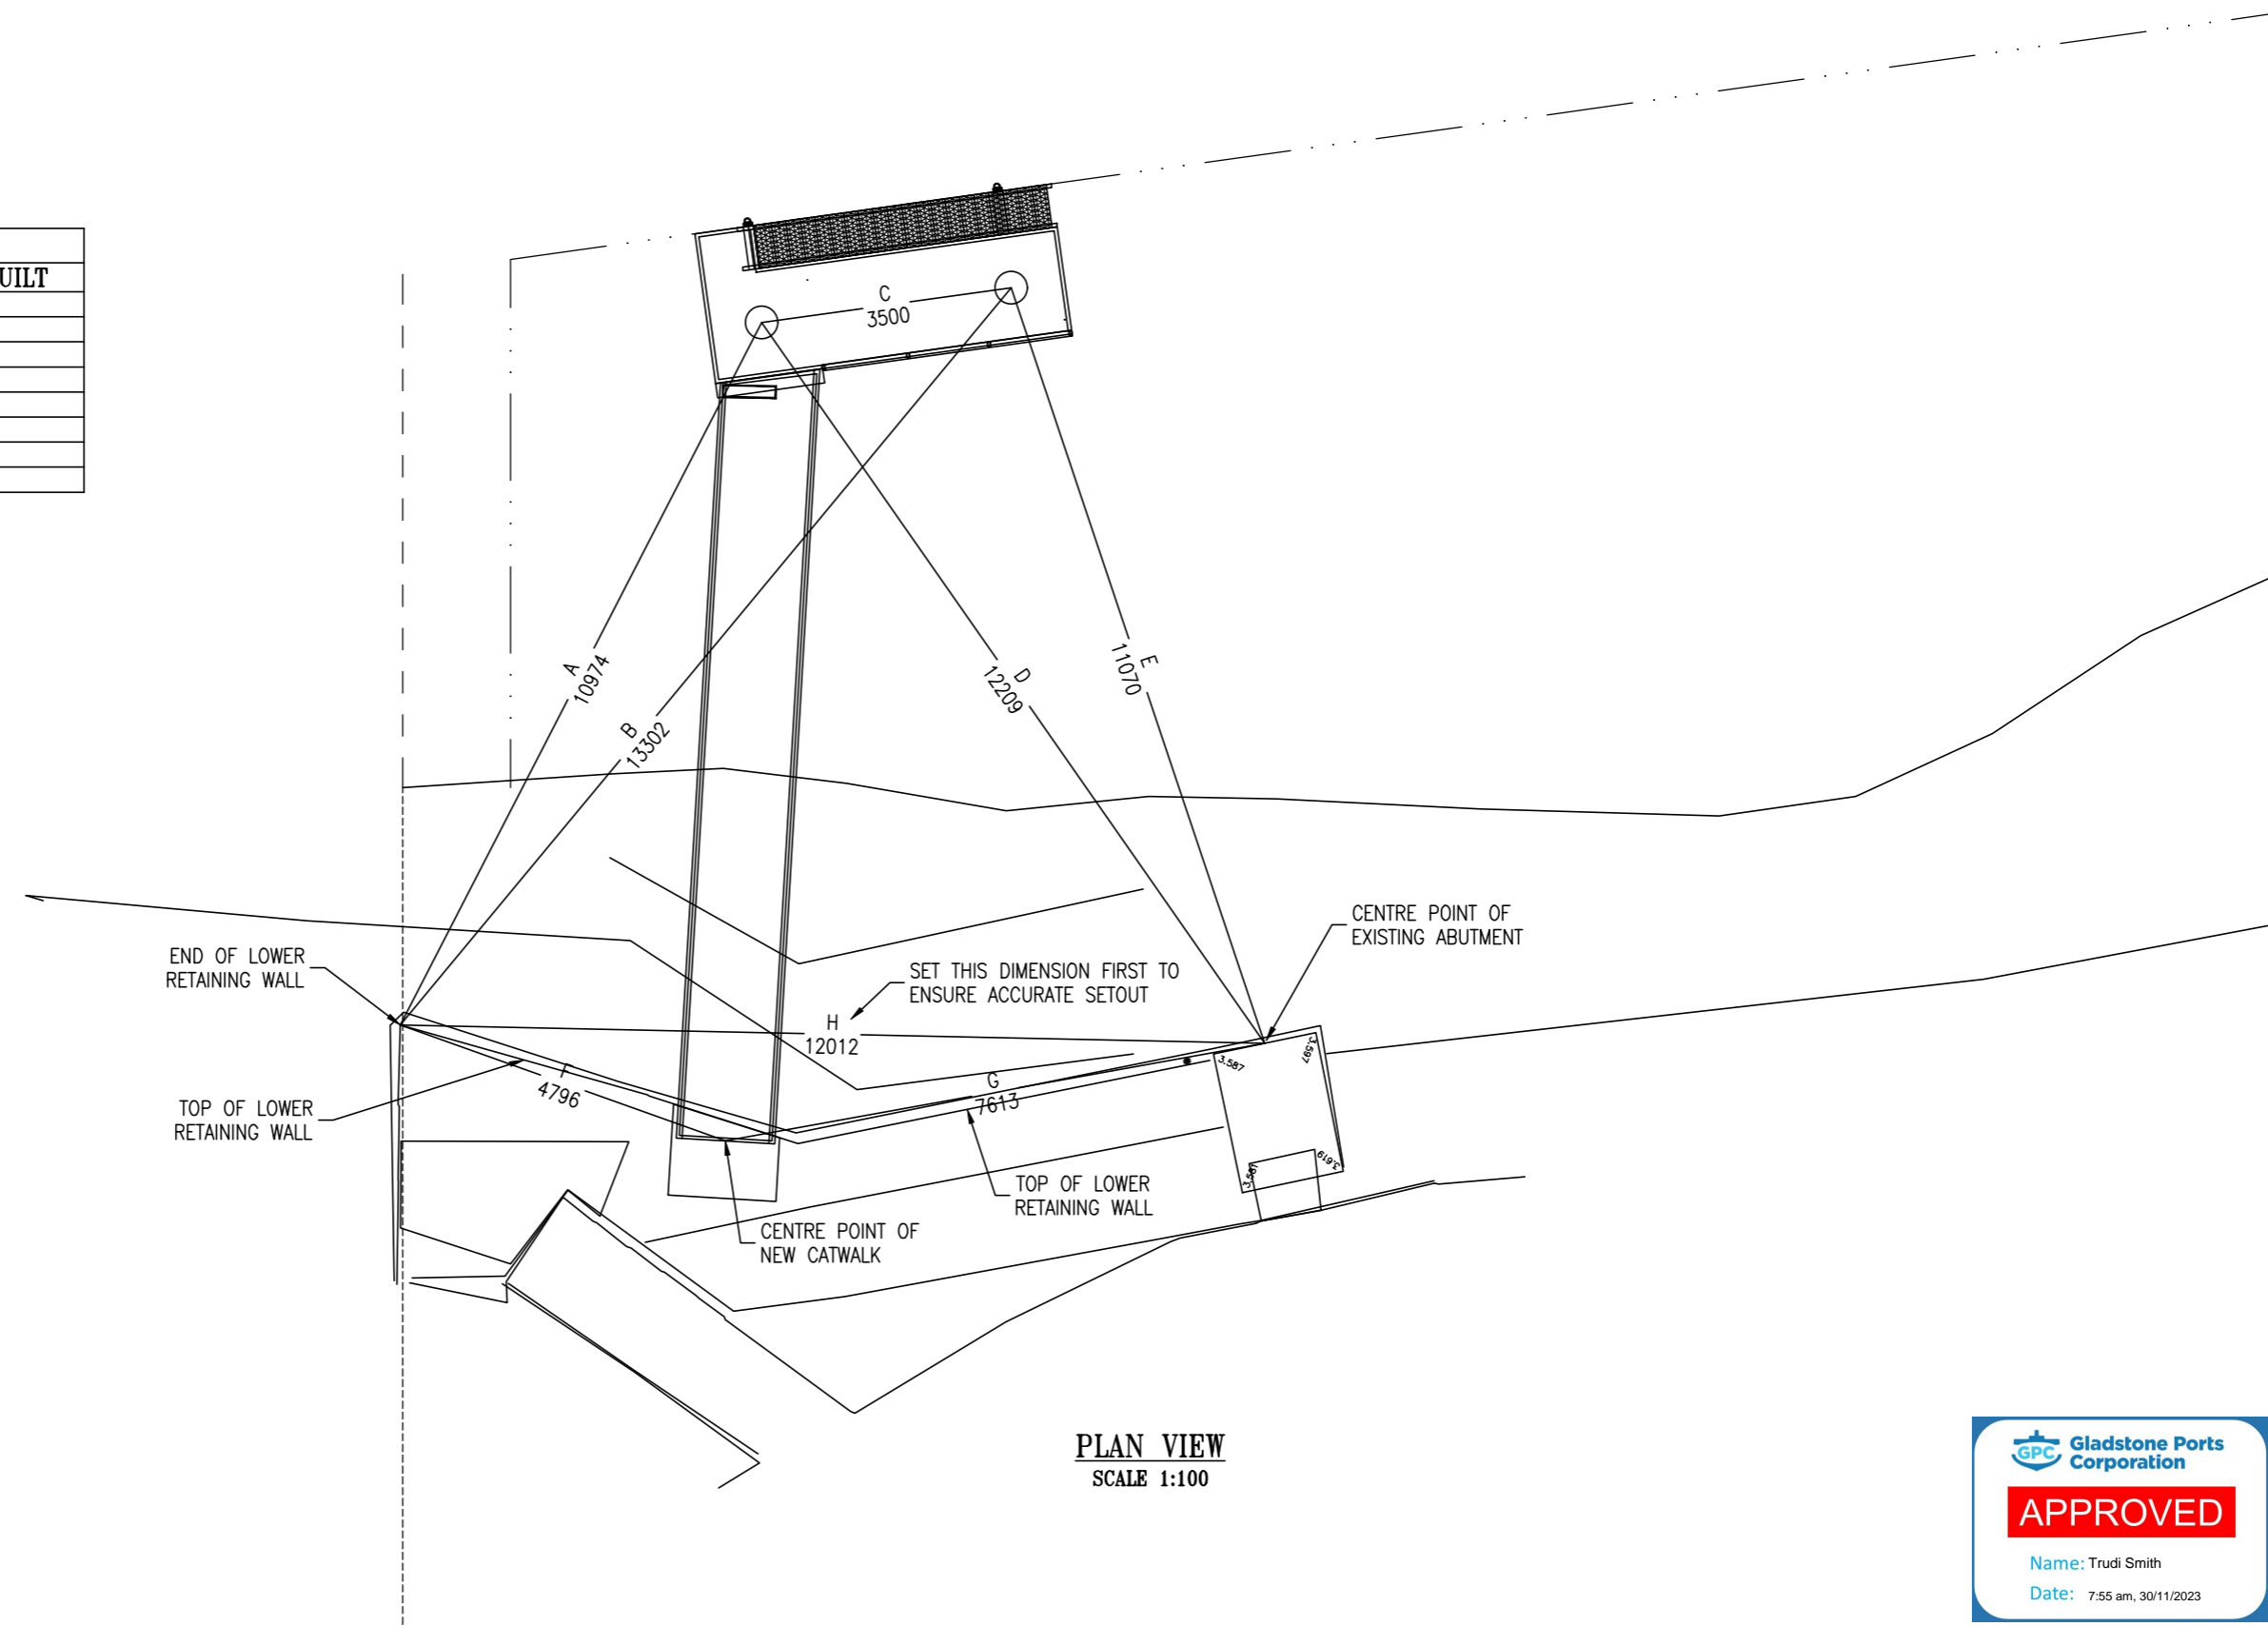 UILT
C
3500
A
10974
B
13302
D
12209
E
11070
CENTRE POINT OF
EXISTING ABUTMENT
END OF LOWER
RETAINING WALL
SET THIS DIMENSION FIRST TO
ENSURE ACCURATE SETOUT
H
12012
3.597
3.587
F
4796
G
7613
TOP OF LOWER
RETAINING WALL
3.619
3.587
TOP OF LOWER
RETAINING WALL
CENTRE POINT OF
NEW CATWALK
PLAN VIEW
SCALE 1:100
GPC
Gladstone Ports
Corporation
APPROVED
Name: Trudi Smith
Date: 7:55 am, 30/11/2023